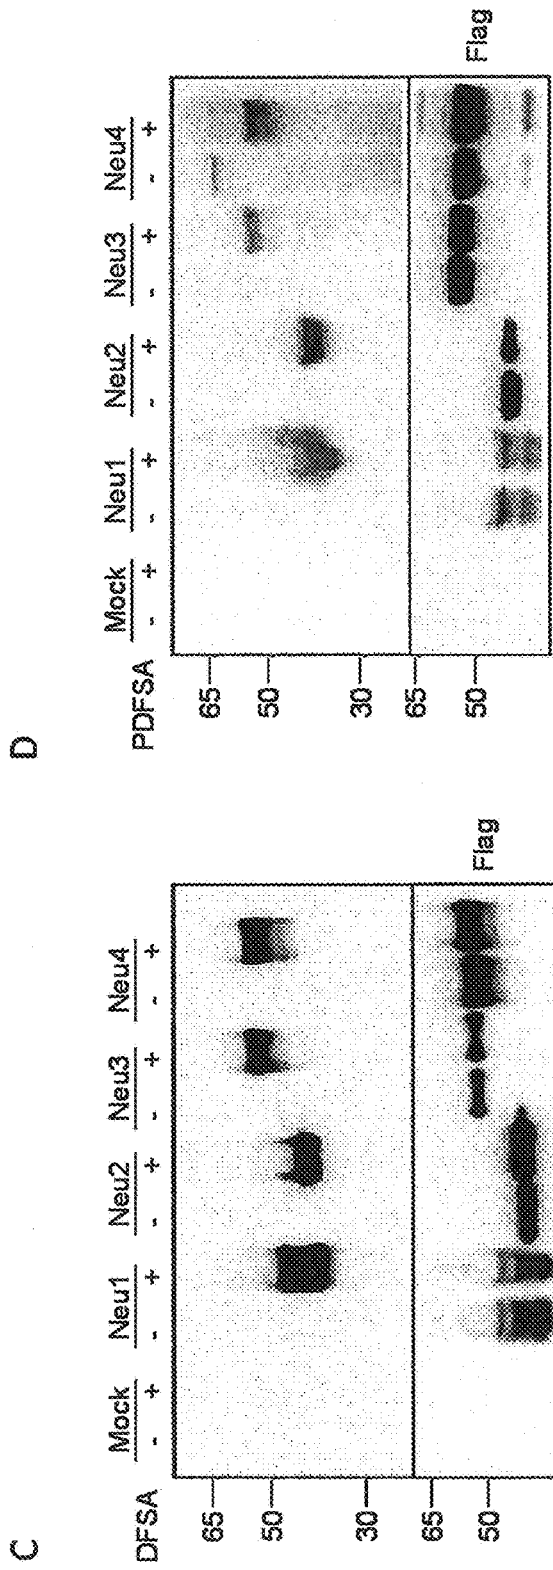 C
Mock Neu1 Neu2 Neu3 Neu4
DFSA - + - + - + - + - +
65
50
30
65
50
Flag
D
Mock Neu1 Neu2 Neu3 Neu4
PDFSA - + - + - + - + - +
65
50
30
65
50
Flag